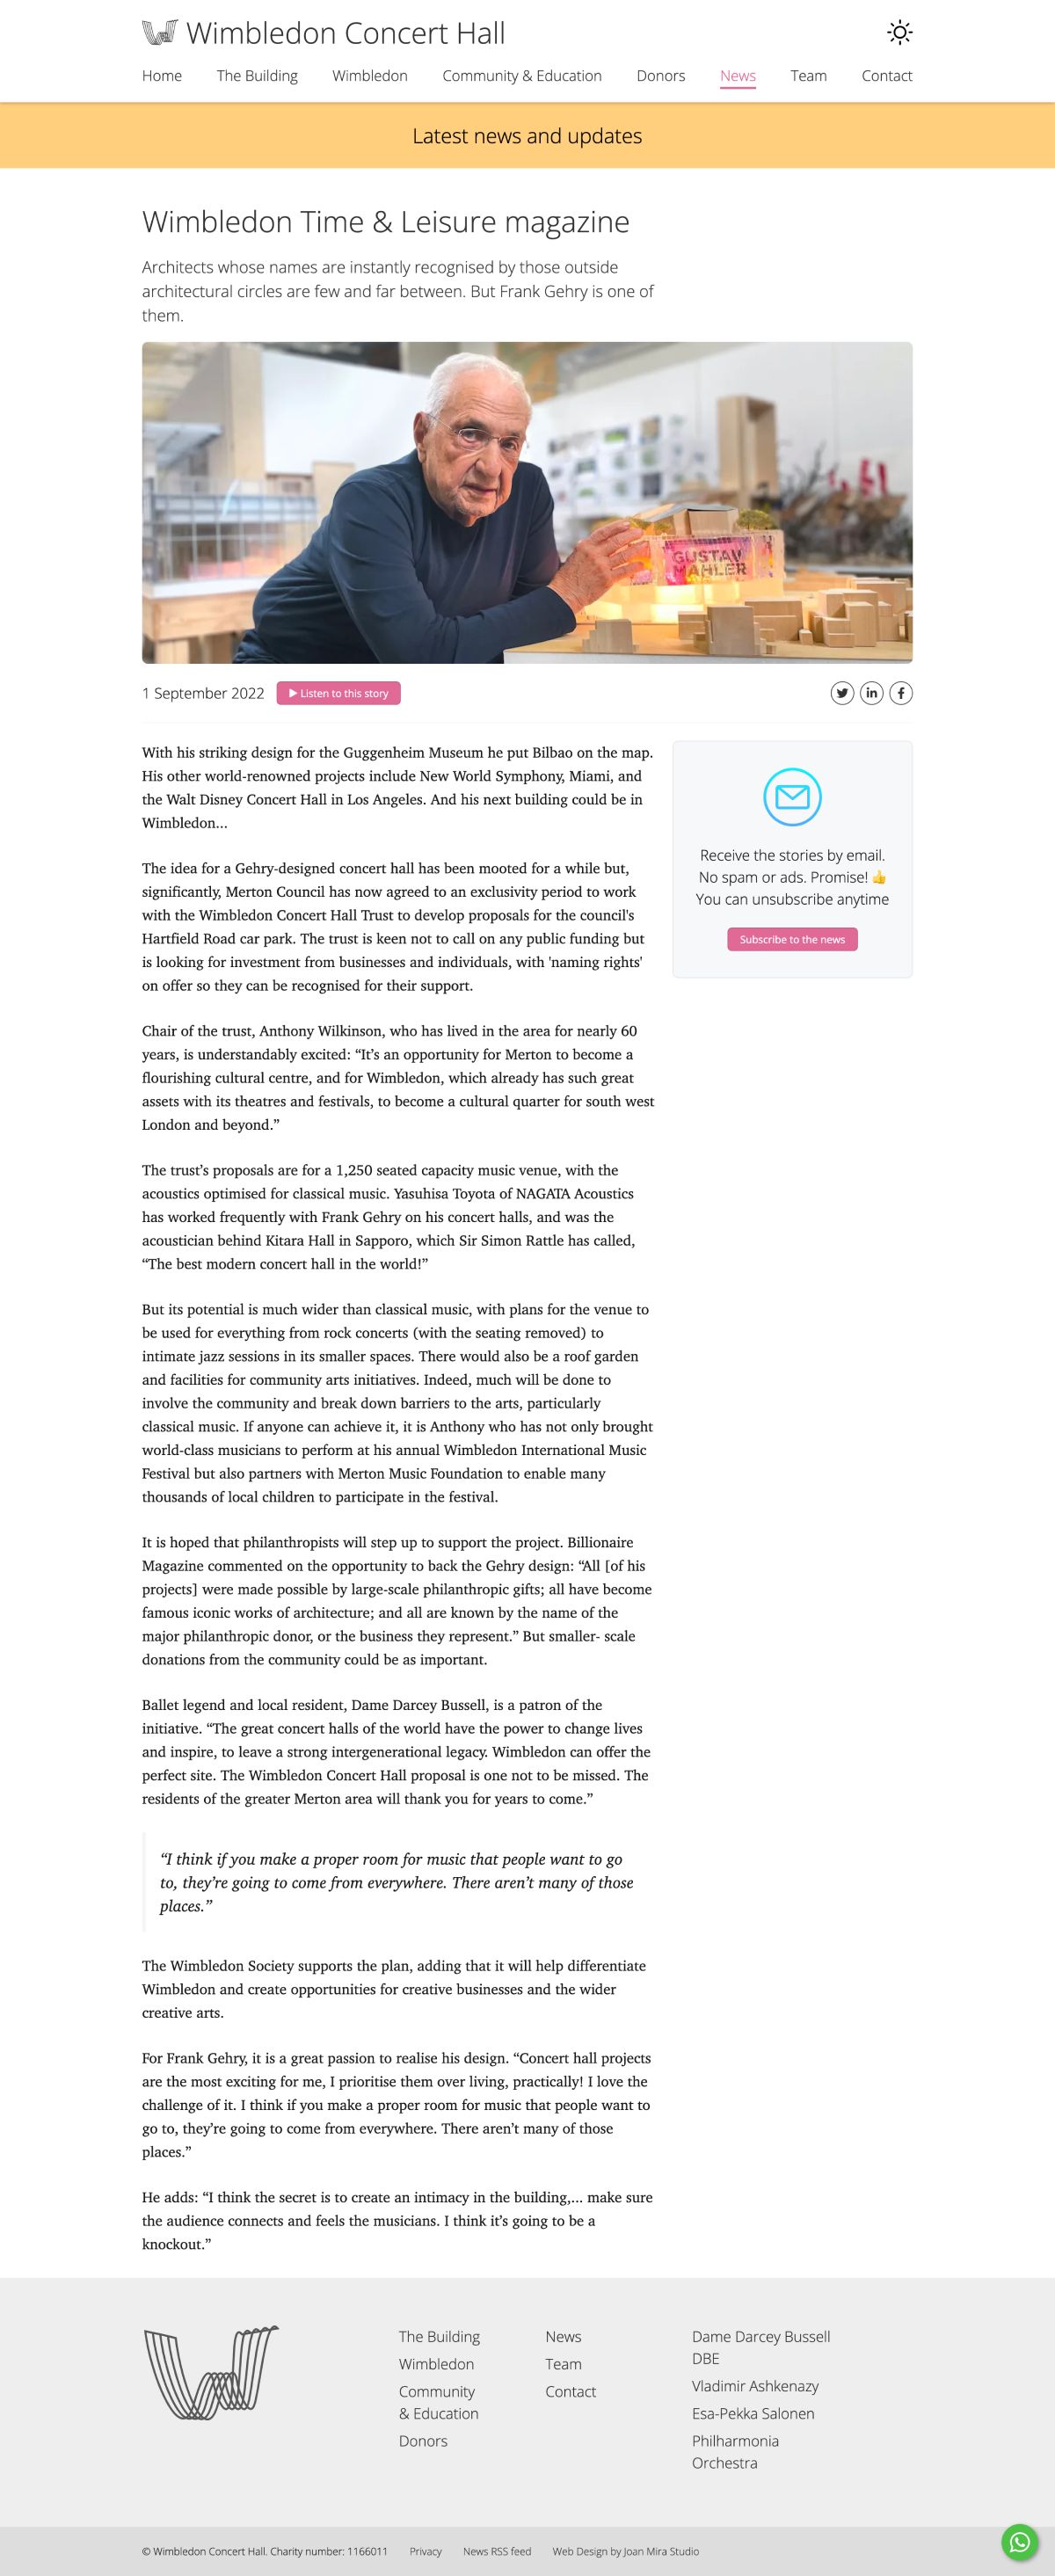 Wimbledon Concert Hall
Home The Building Wimbledon Community & Education Donors News Team Contact
Latest news and updates
Wimbledon Time & Leisure magazine
Architects whose names are instantly recognised by those outside
architectural circles are few and far between. But Frank Gehry is one of
them.
GUSTAV
MAHLER
1 September 2022
Listen to this story
With his striking design for the Guggenheim Museum he put Bilbao on the map.
His other world-renowned projects include New World Symphony, Miami, and
the Walt Disney Concert Hall in Los Angeles. And his next building could be in
Wimbledon...
The idea for a Gehry-designed concert hall has been mooted for a while but,
significantly, Merton Council has now agreed to an exclusivity period to work
with the Wimbledon Concert Hall Trust to develop proposals for the council's
Hartfield Road car park. The trust is keen not to call on any public funding but
is looking for investment from businesses and individuals, with 'naming rights'
on offer so they can be recognised for their support.
Chair of the trust, Anthony Wilkinson, who has lived in the area for nearly 60
years, is understandably excited: “It’s an opportunity for Merton to become a
flourishing cultural centre, and for Wimbledon, which already has such great
assets with its theatres and festivals, to become a cultural quarter for south west
London and beyond.”
The trust’s proposals are for a 1,250 seated capacity music venue, with the
acoustics optimised for classical music. Yasuhisa Toyota of NAGATA Acoustics
has worked frequently with Frank Gehry on his concert halls, and was the
acoustician behind Kitara Hall in Sapporo, which Sir Simon Rattle has called,
“The best modern concert hall in the world!”
But its potential is much wider than classical music, with plans for the venue to
be used for everything from rock concerts (with the seating removed) to
intimate jazz sessions in its smaller spaces. There would also be a roof garden
and facilities for community arts initiatives. Indeed, much will be done to
involve the community and break down barriers to the arts, particularly
classical music. If anyone can achieve it, it is Anthony who has not only brought
world-class musicians to perform at his annual Wimbledon International Music
Festival but also partners with Merton Music Foundation to enable many
thousands of local children to participate in the festival.
It is hoped that philanthropists will step up to support the project. Billionaire
Magazine commented on the opportunity to back the Gehry design: “All [of his
projects] were made possible by large-scale philanthropic gifts; all have become
famous iconic works of architecture; and all are known by the name of the
major philanthropic donor, or the business they represent.” But smaller- scale
donations from the community could be as important.
Ballet legend and local resident, Dame Darcey Bussell, is a patron of the
initiative. “The great concert halls of the world have the power to change lives
and inspire, to leave a strong intergenerational legacy. Wimbledon can offer the
perfect site. The Wimbledon Concert Hall proposal is one not to be missed. The
residents of the greater Merton area will thank you for years to come.”
“I think if you make a proper room for music that people want to go
to, they’re going to come from everywhere. There aren’t many of those
places.”
The Wimbledon Society supports the plan, adding that it will help differentiate
Wimbledon and create opportunities for creative businesses and the wider
creative arts.
For Frank Gehry, it is a great passion to realise his design. “Concert hall projects
are the most exciting for me, I prioritise them over living, practically! I love the
challenge of it. I think if you make a proper room for music that people want to
go to, they’re going to come from everywhere. There aren’t many of those
places.”
He adds: “I think the secret is to create an intimacy in the building,... make sure
the audience connects and feels the musicians. I think it’s going to be a
knockout.”
Receive the stories by email.
No spam or ads. Promise! 👍
You can unsubscribe anytime
Subscribe to the news
The Building
Wimbledon
Community
& Education
Donors
News
Team
Contact
Dame Darcey Bussell
DBE
Vladimir Ashkenazy
Esa-Pekka Salonen
Philharmonia
Orchestra
© Wimbledon Concert Hall. Charity number: 1166011 Privacy News RSS feed Web Design by Joan Mira Studio